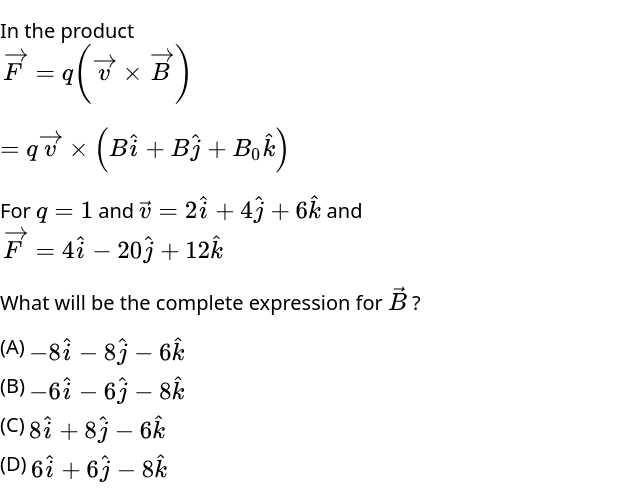 In the product
$\overrightarrow{F} = q\left(\overrightarrow{v} \times \overrightarrow{B}\right)$
$= q\overrightarrow{v} \times \left(B\hat{i} + B\hat{j} + B_0\hat{k}\right)$
For $q = 1$ and $\vec{v} = 2\hat{i} + 4\hat{j} + 6\hat{k}$ and
$\overrightarrow{F} = 4\hat{i} - 20\hat{j} + 12\hat{k}$
What will be the complete expression for $\vec{B}$ ?
(A) $-8\hat{i} - 8\hat{j} - 6\hat{k}$
(B) $-6\hat{i} - 6\hat{j} - 8\hat{k}$
(C) $8\hat{i} + 8\hat{j} - 6\hat{k}$
(D) $6\hat{i} + 6\hat{j} - 8\hat{k}$